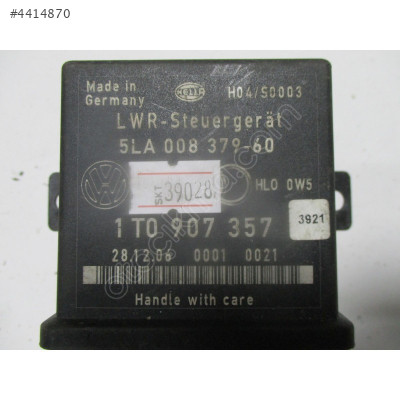 #4414870
Made in
Germany
HELLA
H04/S0003
LWR-Steuergerät
5LA 008 379-60
SKT 39028
HLO 0W5
1T0 907 357
3921
28.12.06 0001 0021
Handle with care